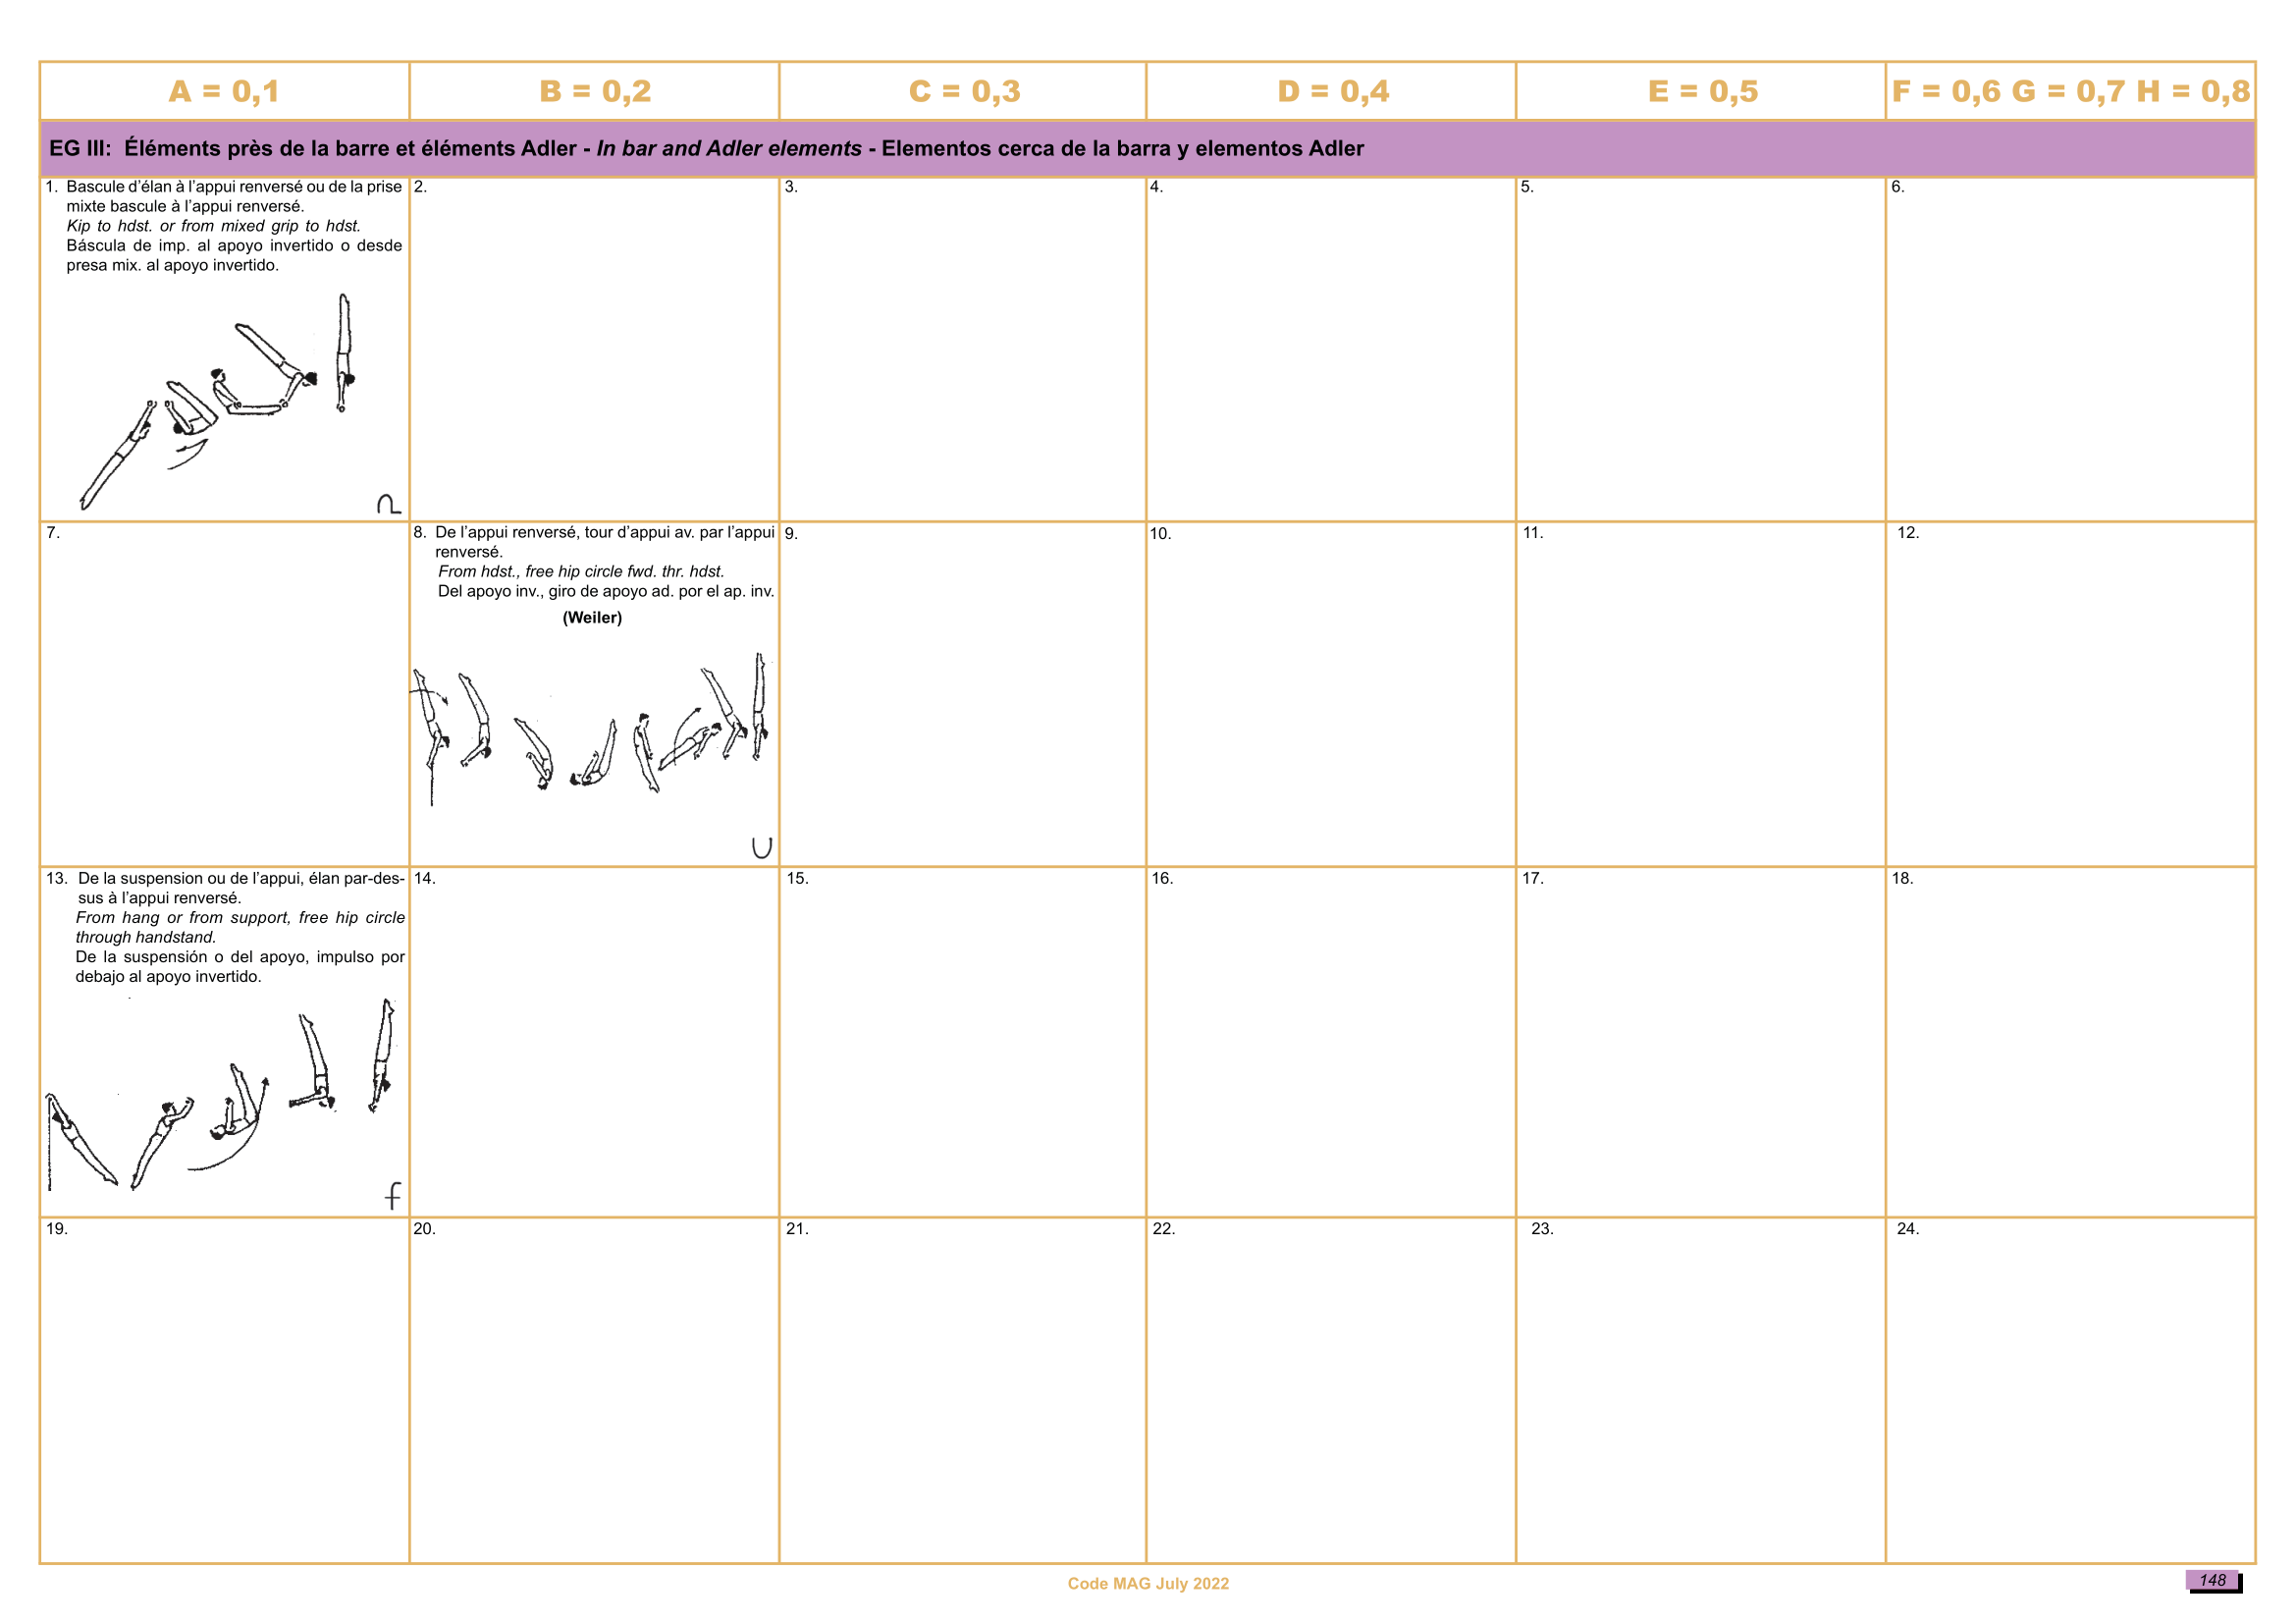 A = 0,1
B = 0,2
C = 0,3
D = 0,4
E = 0,5
F = 0,6 G = 0,7 H = 0,8
EG III: Éléments près de la barre et éléments Adler - In bar and Adler elements - Elementos cerca de la barra y elementos Adler
1. Bascule d’élan à l’appui renversé ou de la prise
mixte bascule à l’appui renversé.
Kip to hdst. or from mixed grip to hdst.
Báscula de imp. al apoyo invertido o desde
presa mix. al apoyo invertido.
2.
3.
4.
5.
6.
7.
8. De l’appui renversé, tour d’appui av. par l’appui
renversé.
From hdst., free hip circle fwd. thr. hdst.
Del apoyo inv., giro de apoyo ad. por el ap. inv.
(Weiler)
9.
10.
11.
12.
13. De la suspension ou de l’appui, élan par-des-
sus à l’appui renversé.
From hang or from support, free hip circle
through handstand.
De la suspensión o del apoyo, impulso por
debajo al apoyo invertido.
14.
15.
16.
17.
18.
19.
20.
21.
22.
23.
24.
Code MAG July 2022
148